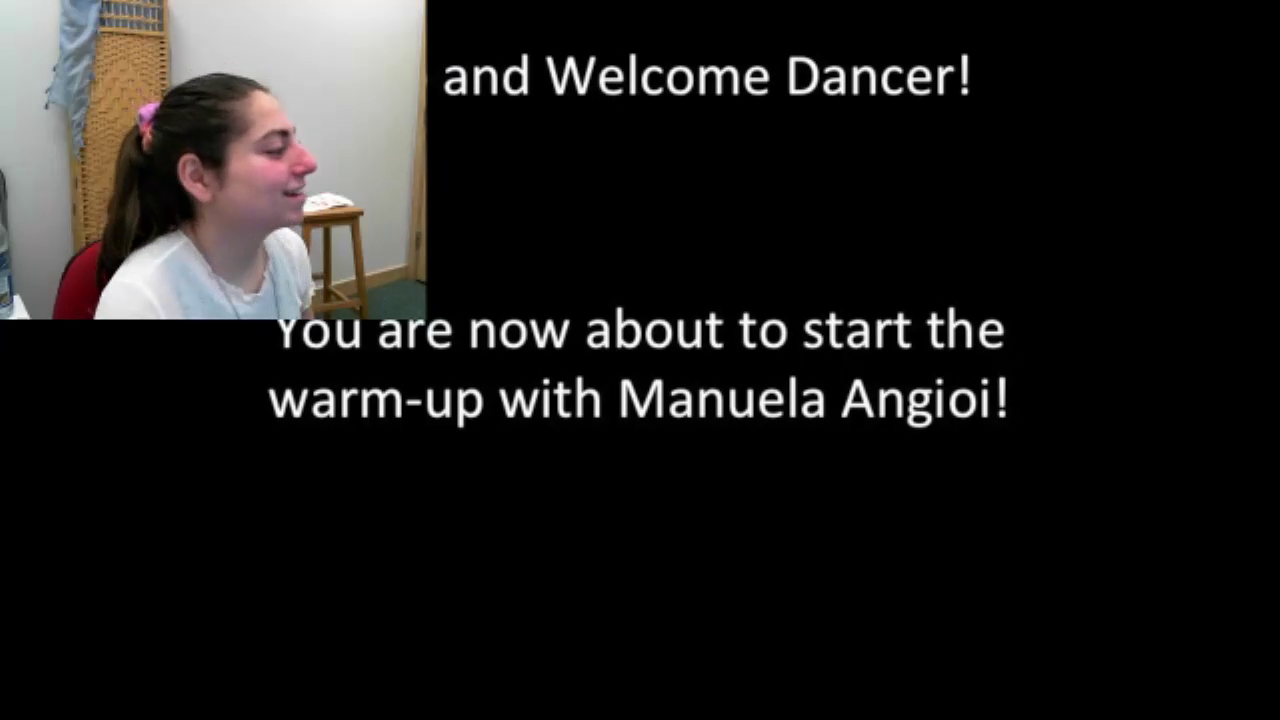 and Welcome Dancer!
You are now about to start the
warm-up with Manuela Angioi!